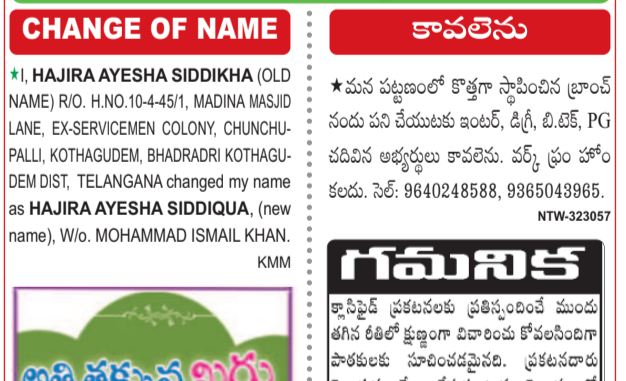 CHANGE OF NAME
★I, HAJIRA AYESHA SIDDIKHA (OLD
NAME) R/O. H.NO.10-4-45/1, MADINA MASJID
LANE, EX-SERVICEMEN COLONY, CHUNCHU-
PALLI, KOTHAGUDEM, BHADRADRI KOTHAGU-
DEM DIST, TELANGANA changed my name
as HAJIRA AYESHA SIDDIQUA, (new
name), W/o. MOHAMMAD ISMAIL KHAN.
KMM
అతి తక్కువ
కావలెను
★మన పట్టణంలో కొత్తగా స్థాపించిన బ్రాంచ్
నందు పని చేయుటకు ఇంటర్, డిగ్రీ, బి.టెక్, PG
చదివిన అభ్యర్థులు కావలెను. వర్క్ ఫ్రం హోం
కలదు. సెల్: 9640248588, 9365043965.
NTW-323057
గమనిక
క్లాసిఫైడ్ ప్రకటనలకు ప్రతిస్పందించే ముందు
తగిన రీతిలో క్షుణ్ణంగా విచారించు కోవలసిందిగా
పాఠకులకు సూచించడమైనది. ప్రకటనదారు